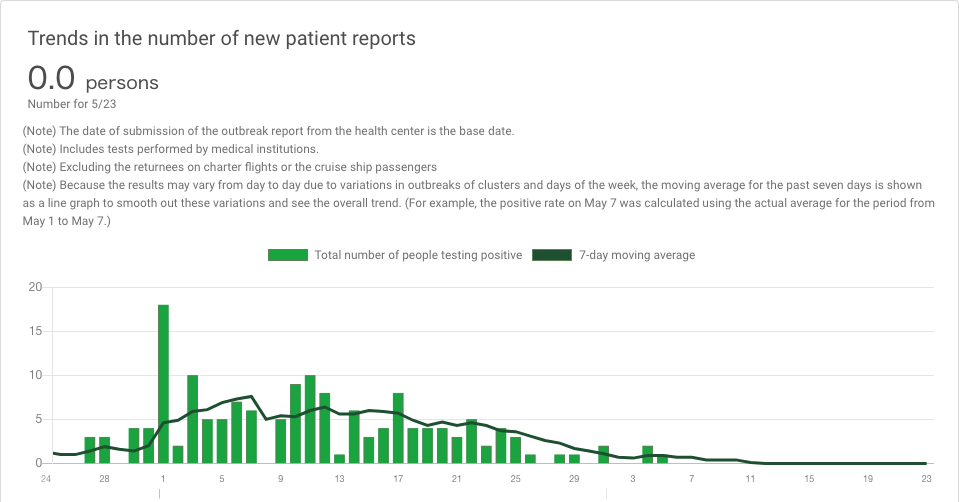 Trends in the number of new patient reports
0.0 persons
Number for 5/23
(Note) The date of submission of the outbreak report from the health center is the base date.
(Note) Includes tests performed by medical institutions.
(Note) Excluding the returnees on charter flights or the cruise ship passengers
(Note) Because the results may vary from day to day due to variations in outbreaks of clusters and days of the week, the moving average for the past seven days is shown
as a line graph to smooth out these variations and see the overall trend. (For example, the positive rate on May 7 was calculated using the actual average for the period from
May 1 to May 7.)
Total number of people testing positive 7-day moving average
20
15
10
5
0
24 28 1 5 9 13 17 21 25 29 3 7 11 15 19 23